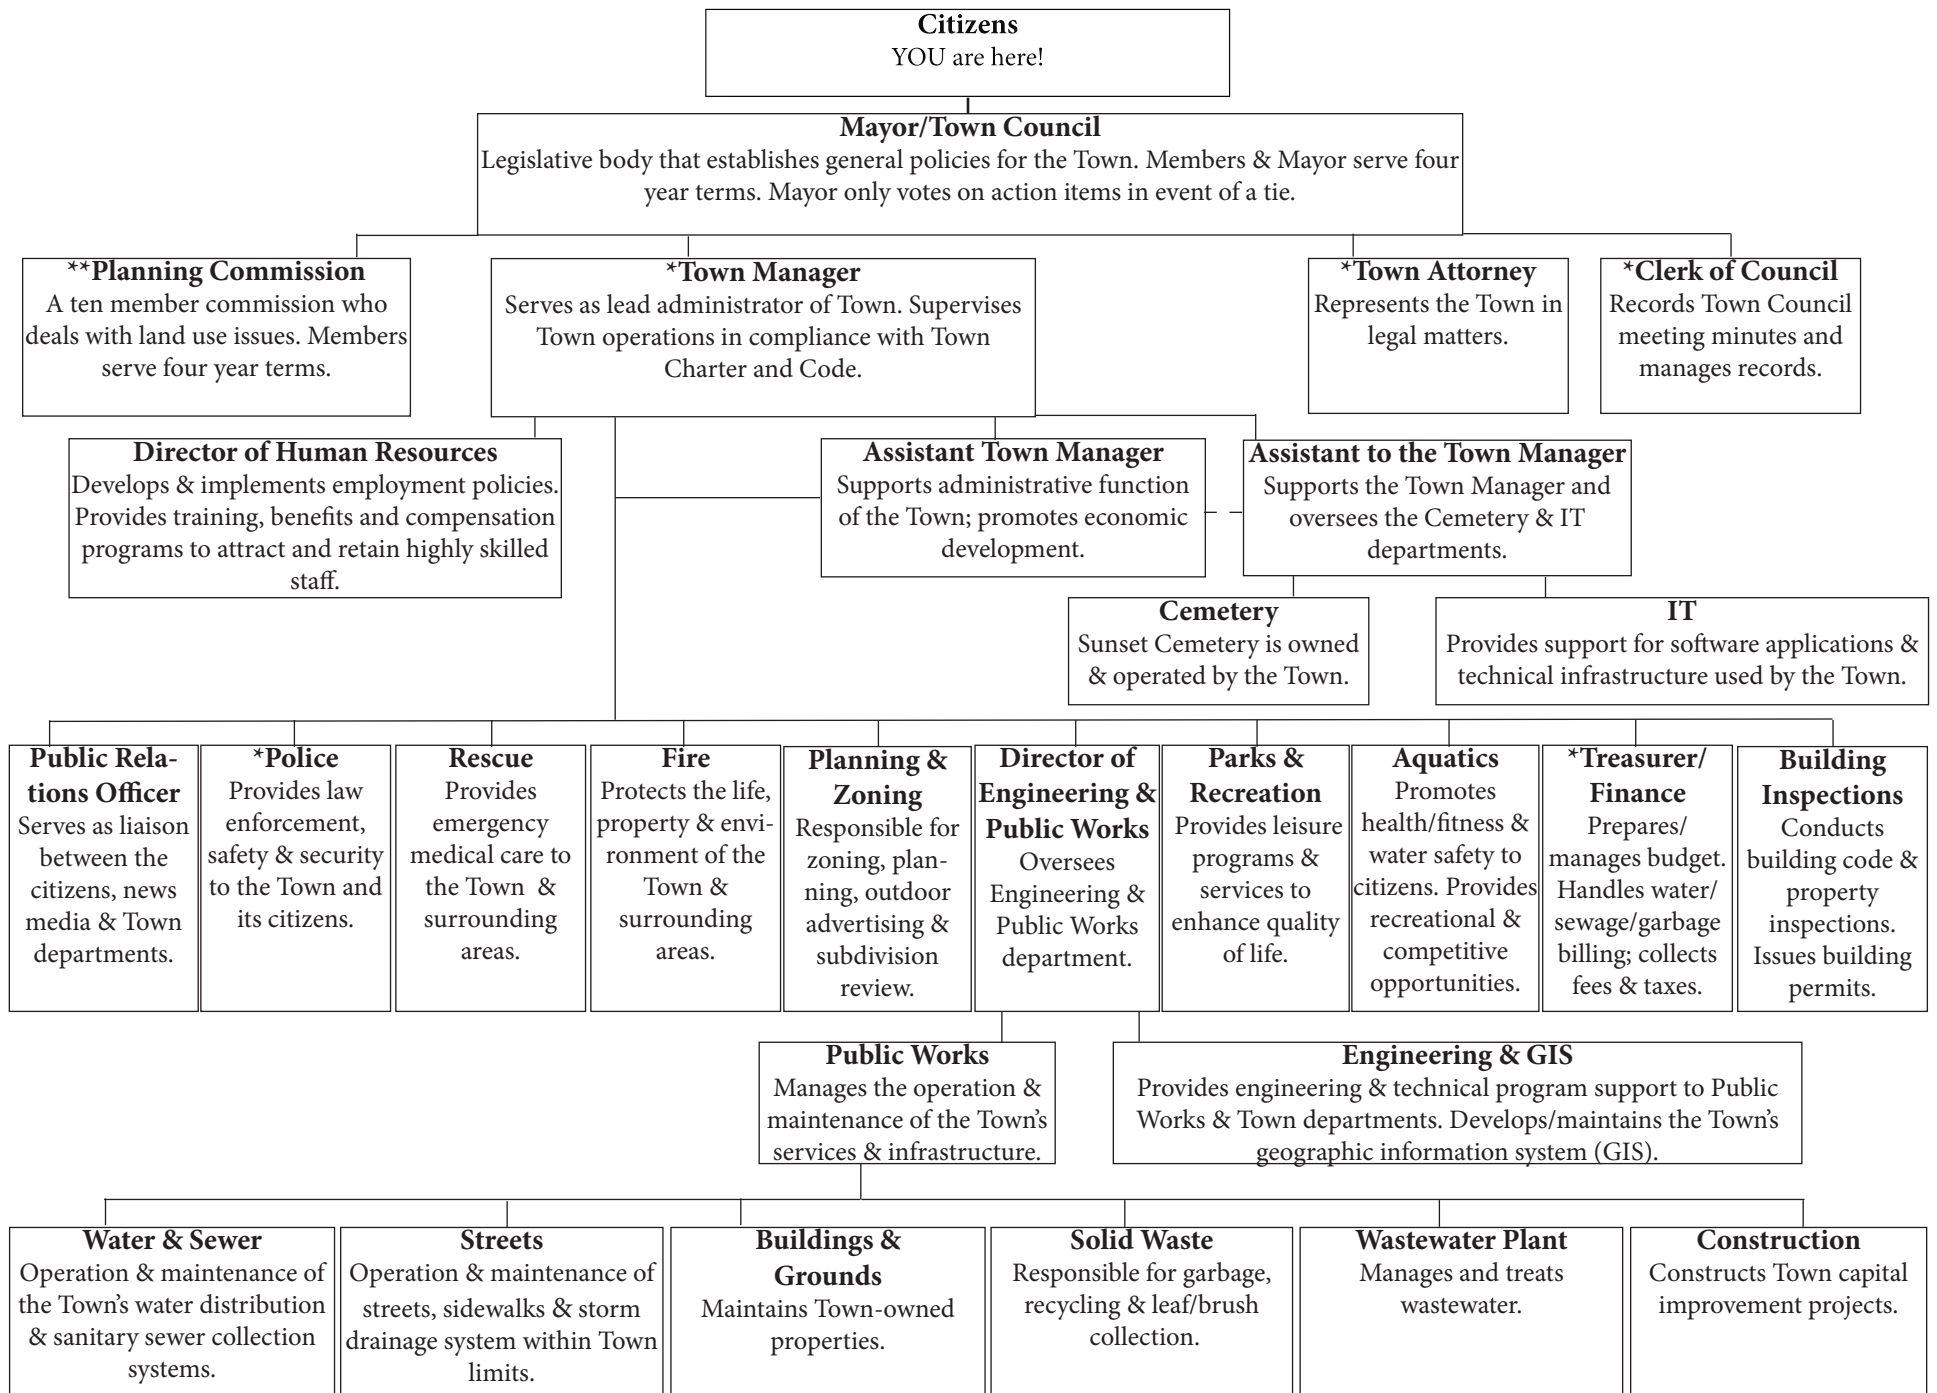 Citizens
YOU are here!
Mayor/Town Council
Legislative body that establishes general policies for the Town. Members & Mayor serve four
year terms. Mayor only votes on action items in event of a tie.
**Planning Commission
A ten member commission who
deals with land use issues. Members
serve four year terms.
*Town Manager
Serves as lead administrator of Town. Supervises
Town operations in compliance with Town
Charter and Code.
*Town Attorney
Represents the Town in
legal matters.
*Clerk of Council
Records Town Council
meeting minutes and
manages records.
Director of Human Resources
Develops & implements employment policies.
Provides training, benefits and compensation
programs to attract and retain highly skilled
staff.
Assistant Town Manager
Supports administrative function
of the Town; promotes economic
development.
Assistant to the Town Manager
Supports the Town Manager and
oversees the Cemetery & IT
departments.
Cemetery
Sunset Cemetery is owned
& operated by the Town.
IT
Provides support for software applications &
technical infrastructure used by the Town.
Public Rela-
tions Officer
Serves as liaison
between the
citizens, news
media & Town
departments.
*Police
Provides law
enforcement,
safety & security
to the Town and
its citizens.
Rescue
Provides
emergency
medical care to
the Town &
surrounding
areas.
Fire
Protects the life,
property & envi-
ronment of the
Town &
surrounding
areas.
Planning &
Zoning
Responsible for
zoning, plan-
ning, outdoor
advertising &
subdivision
review.
Director of
Engineering &
Public Works
Oversees
Engineering &
Public Works
department.
Parks &
Recreation
Provides leisure
programs &
services to
enhance quality
of life.
Aquatics
Promotes
health/fitness &
water safety to
citizens. Provides
recreational &
competitive
opportunities.
*Treasurer/
Finance
Prepares/
manages budget.
Handles water/
sewage/garbage
billing; collects
fees & taxes.
Building
Inspections
Conducts
building code &
property
inspections.
Issues building
permits.
Public Works
Manages the operation &
maintenance of the Town's
services & infrastructure.
Engineering & GIS
Provides engineering & technical program support to Public
Works & Town departments. Develops/maintains the Town's
geographic information system (GIS).
Water & Sewer
Operation & maintenance of
the Town's water distribution
& sanitary sewer collection
systems.
Streets
Operation & maintenance of
streets, sidewalks & storm
drainage system within Town
limits.
Buildings &
Grounds
Maintains Town-owned
properties.
Solid Waste
Responsible for garbage,
recycling & leaf/brush
collection.
Wastewater Plant
Manages and treats
wastewater.
Construction
Constructs Town capital
improvement projects.